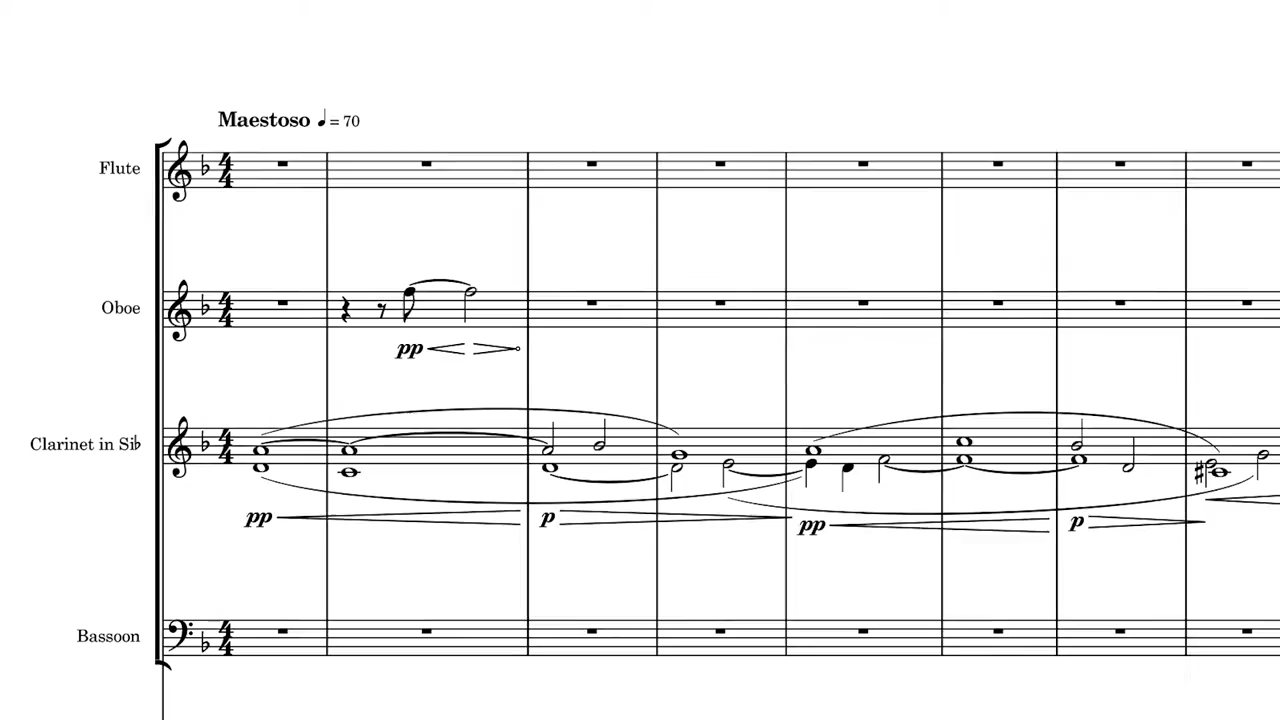 Maestoso ♩ = 70
Flute
Oboe
pp
Clarinet in Si♭
pp p pp p
Bassoon